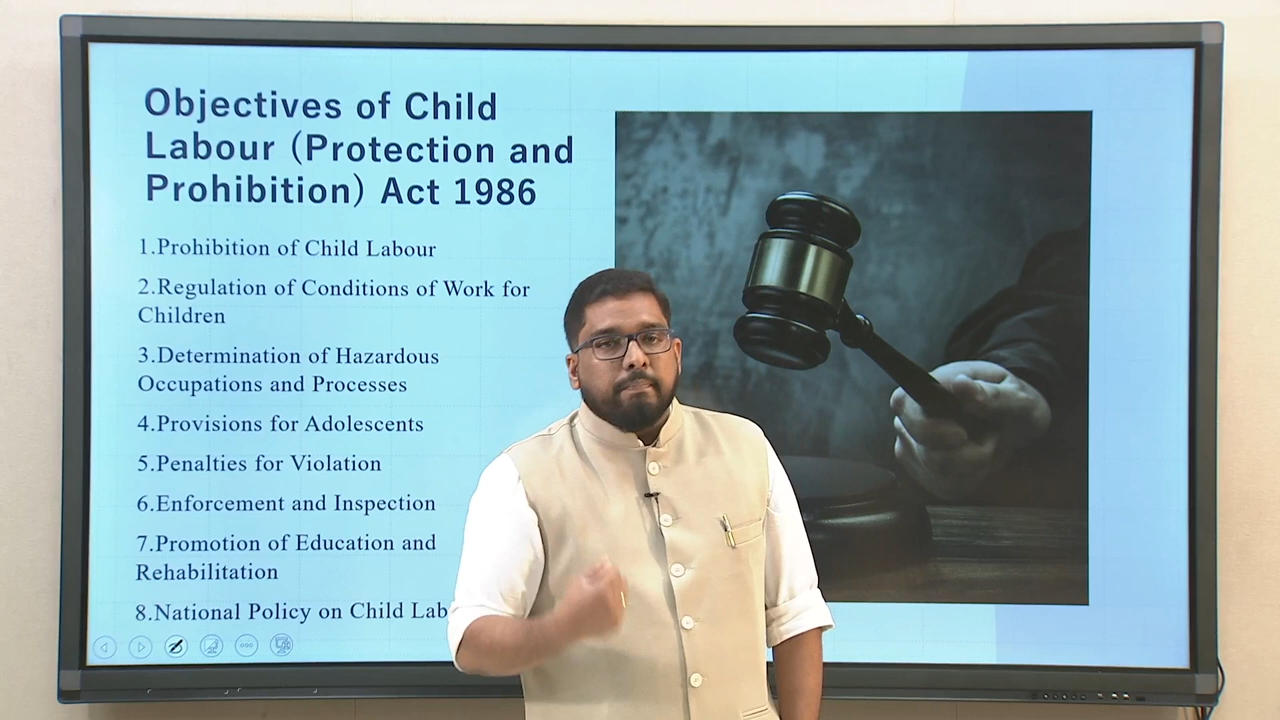 Objectives of Child
Labour (Protection and
Prohibition) Act 1986
1.Prohibition of Child Labour
2.Regulation of Conditions of Work for
Children
3.Determination of Hazardous
Occupations and Processes
4.Provisions for Adolescents
5.Penalties for Violation
6.Enforcement and Inspection
7.Promotion of Education and
Rehabilitation
8.National Policy on Child Lab